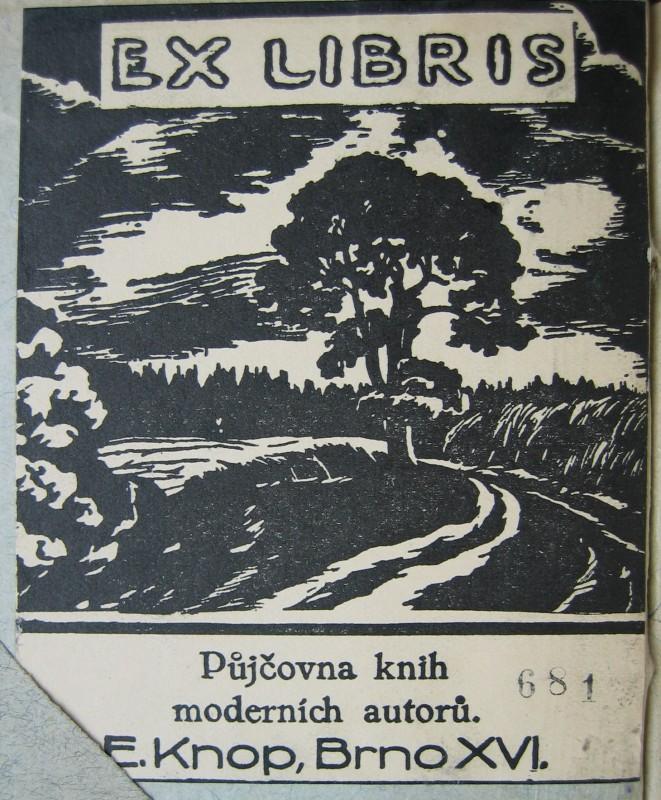 EX LIBRIS
Půjčovna knih
moderních autorů.
681
E. Knop, Brno XVI.